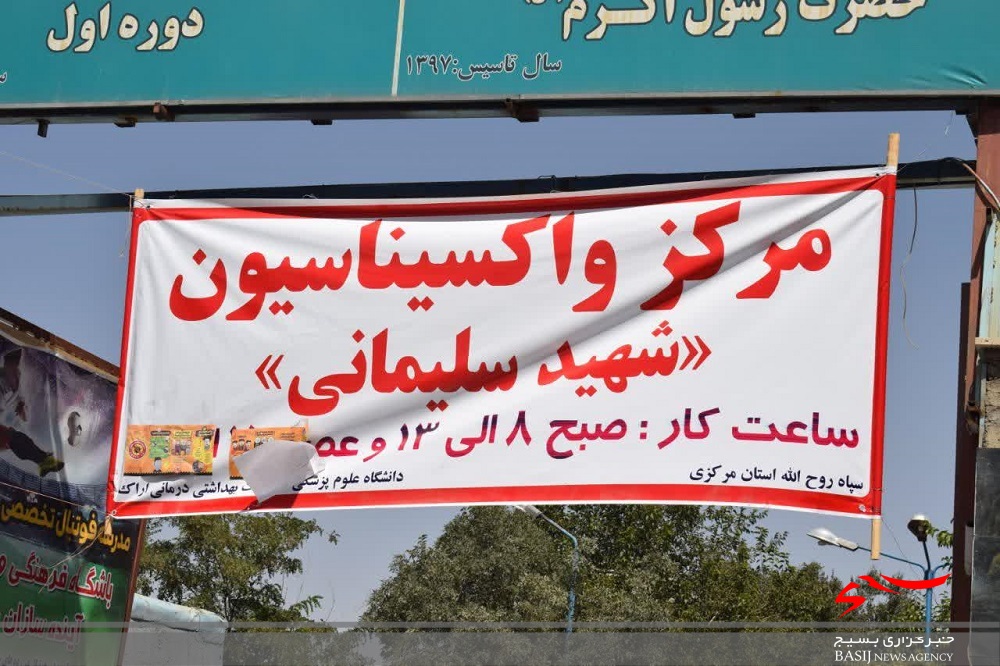 حضرت رسول اکرم
دوره اول
سال تاسیس:۱۳۹۷
مرکز واکسیناسیون
«شهید سلیمانی»
ساعت کار : صبح ۸ الی ۱۳ و
سپاه روح الله استان مرکزی
دانشگاه علوم پزشکی بهداشتی درمانی اراک
مدرسه فوتبال تخصصی
باشگاه فرهنگی و
خبرگزاری بسیج
BASIJ NEWS AGENCY